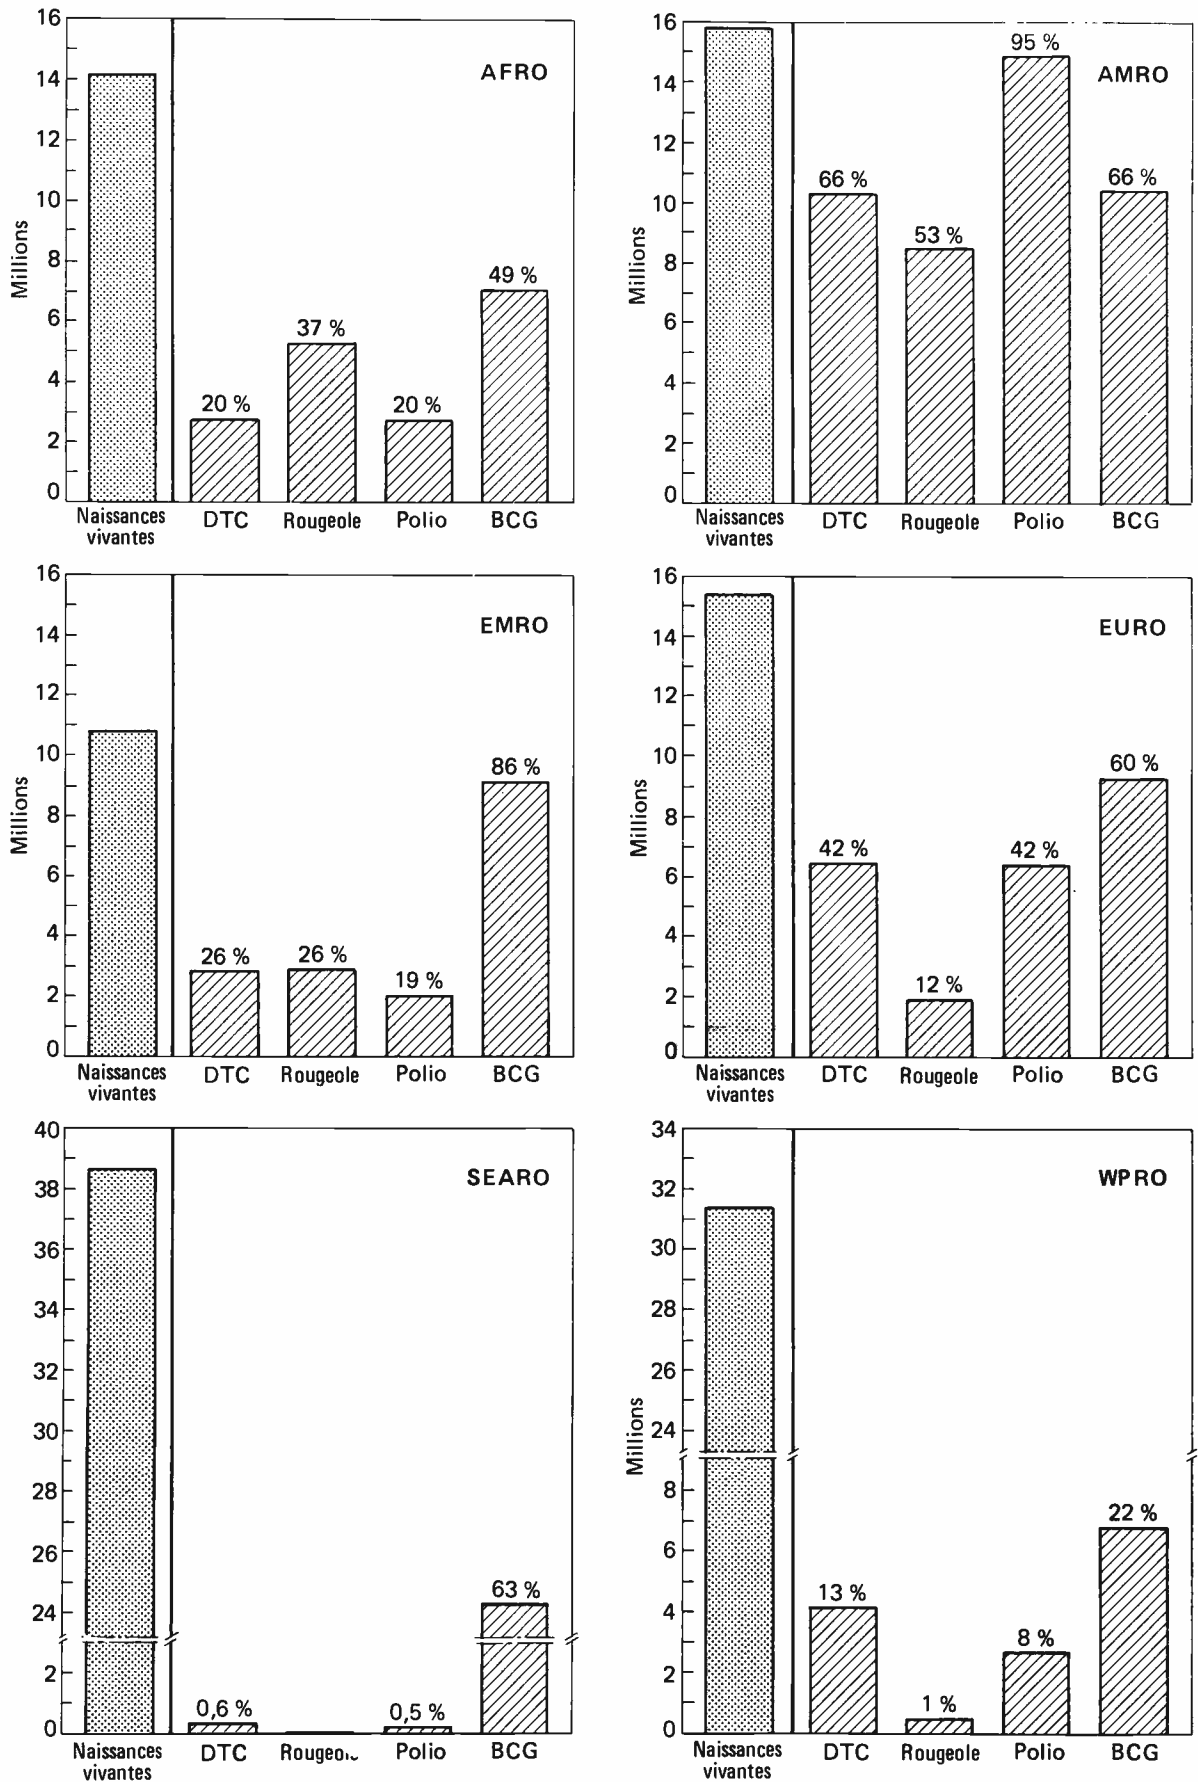 16
14
12
10
8
6
4
2
0
Millions
AFRO
20 %
37 %
20 %
49 %
Naissances
vivantes
DTC
Rougeole
Polio
BCG
16
14
12
10
8
6
4
2
0
Millions
AMRO
66 %
53 %
95 %
66 %
Naissances
vivantes
DTC
Rougeole
Polio
BCG
16
14
12
10
8
6
4
2
0
Millions
EMRO
26 %
26 %
19 %
86 %
Naissances
vivantes
DTC
Rougeole
Polio
BCG
16
14
12
10
8
6
4
2
0
Millions
EURO
42 %
12 %
42 %
60 %
Naissances
vivantes
DTC
Rougeole
Polio
BCG
40
38
36
34
32
30
28
26
24
2
0
SEARO
0,6 %
0,5 %
63 %
Naissances
vivantes
DTC
Polio
BCG
34
32
30
28
26
24
8
6
4
2
0
Millions
WPRO
13 %
1 %
8 %
22 %
Naissances
vivantes
DTC
Rougeole
Polio
BCG